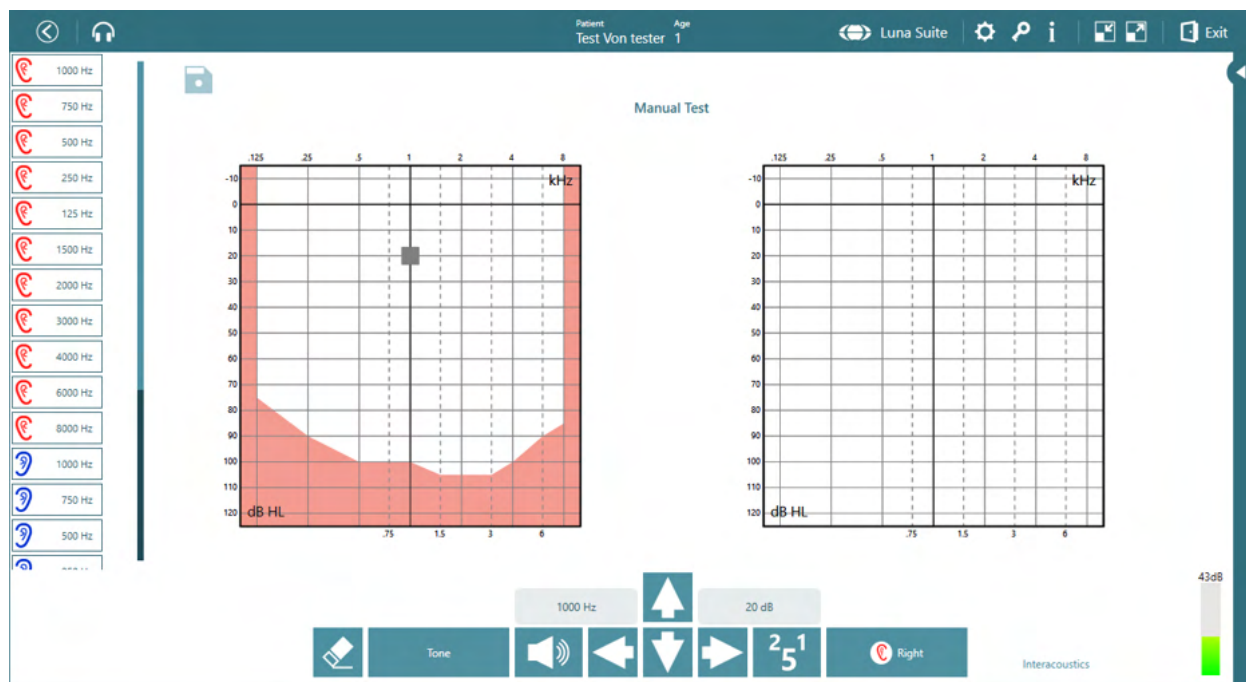 Patient Age
Test Von tester 1
Luna Suite
i
Exit
1000 Hz
750 Hz
500 Hz
250 Hz
125 Hz
1500 Hz
2000 Hz
3000 Hz
4000 Hz
6000 Hz
8000 Hz
1000 Hz
750 Hz
500 Hz
Manual Test
.125 .25 .5 1 2 4 8
kHz
-10
0
10
20
30
40
50
60
70
80
90
100
110
120
dB HL
.75 1.5 3 6
.125 .25 .5 1 2 4 8
kHz
-10
0
10
20
30
40
50
60
70
80
90
100
110
120
dB HL
.75 1.5 3 6
1000 Hz
20 dB
Tone
2 5 1
Right
Interacoustics
43dB